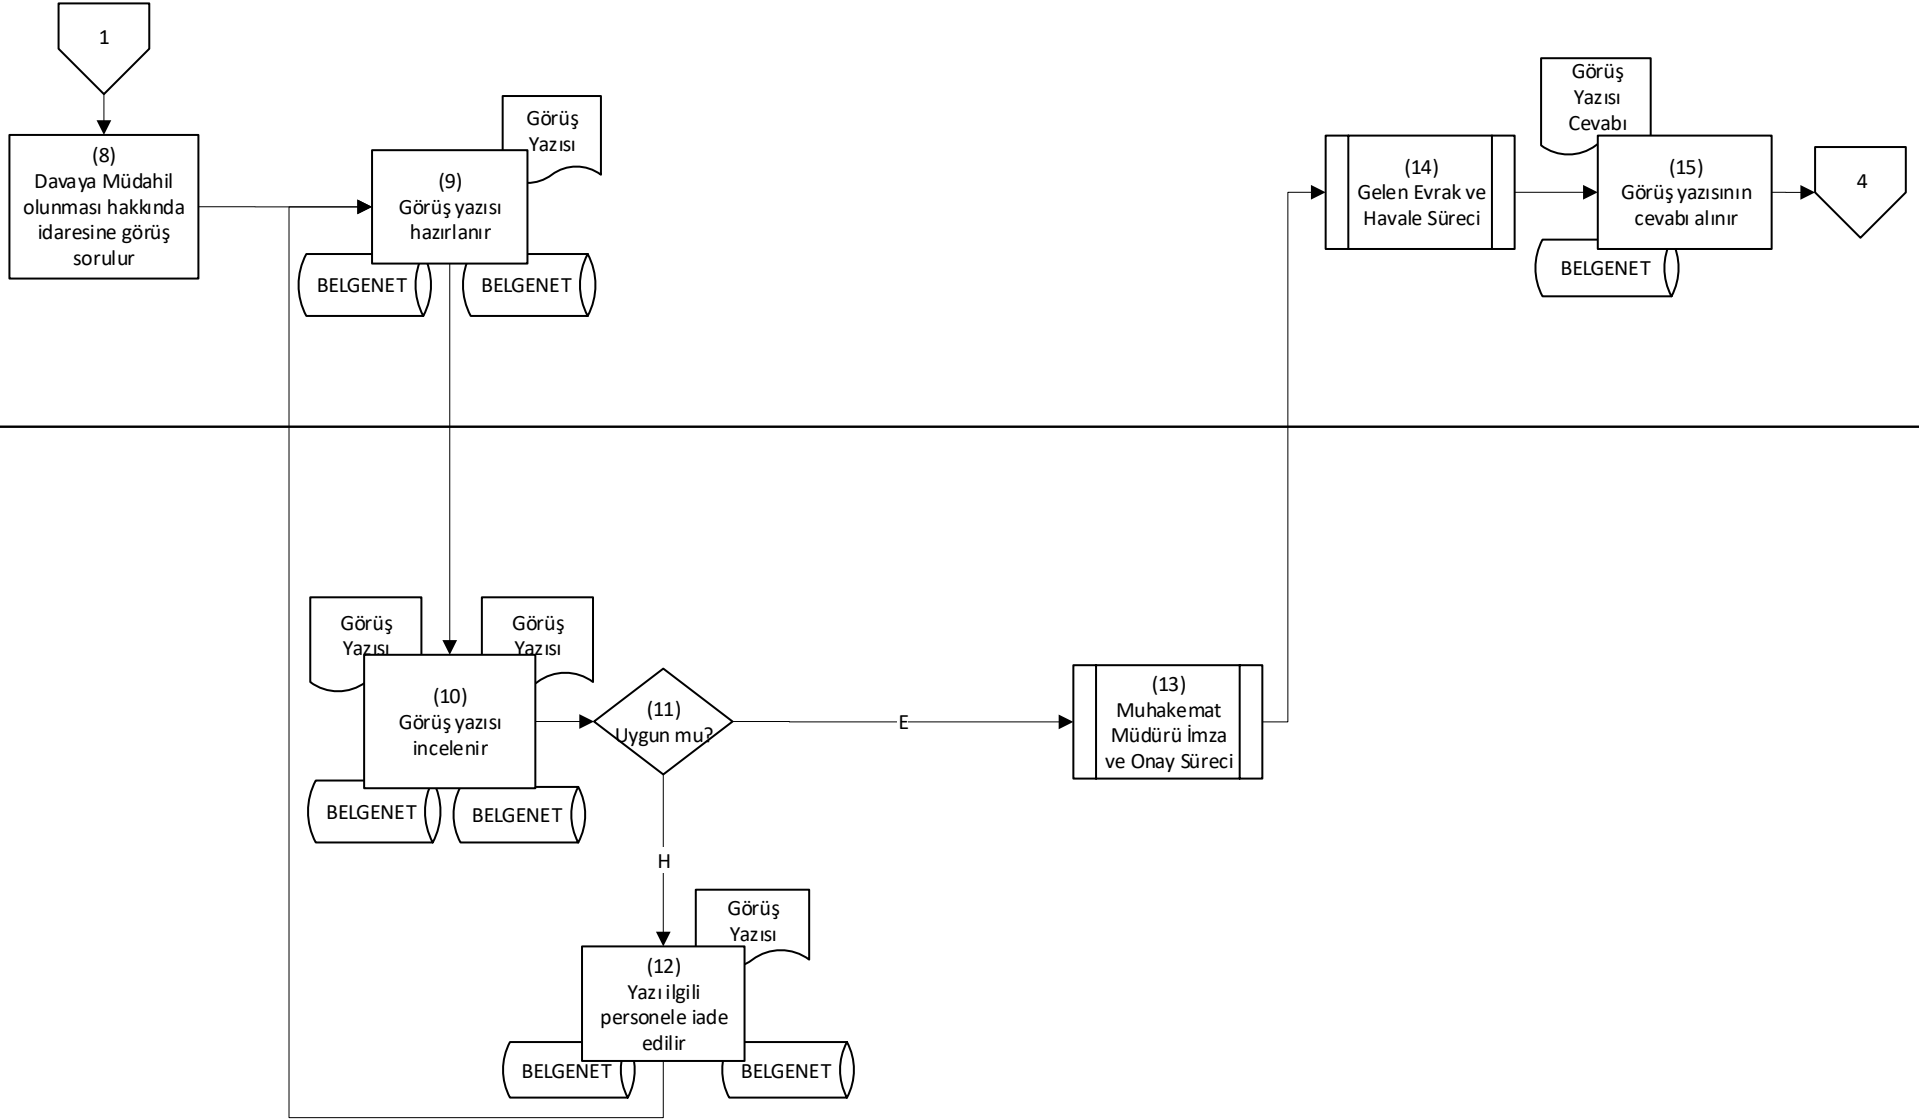 1
(8)
Davaya Müdahil
olunması hakkında
idaresine görüş
sorulur
Görüş
Yazısı
(9)
Görüş yazısı
hazırlanır
BELGENET
BELGENET
(14)
Gelen Evrak ve
Havale Süreci
Görüş
Yazısı
Cevabı
(15)
Görüş yazısının
cevabı alınır
BELGENET
4
Görüş
Yazısı
Görüş
Yazısı
(10)
Görüş yazısı
incelenir
BELGENET
BELGENET
(11)
Uygun mu?
E
(13)
Muhakemat
Müdürü İmza
ve Onay Süreci
H
Görüş
Yazısı
(12)
Yazı ilgili
personele iade
edilir
BELGENET
BELGENET